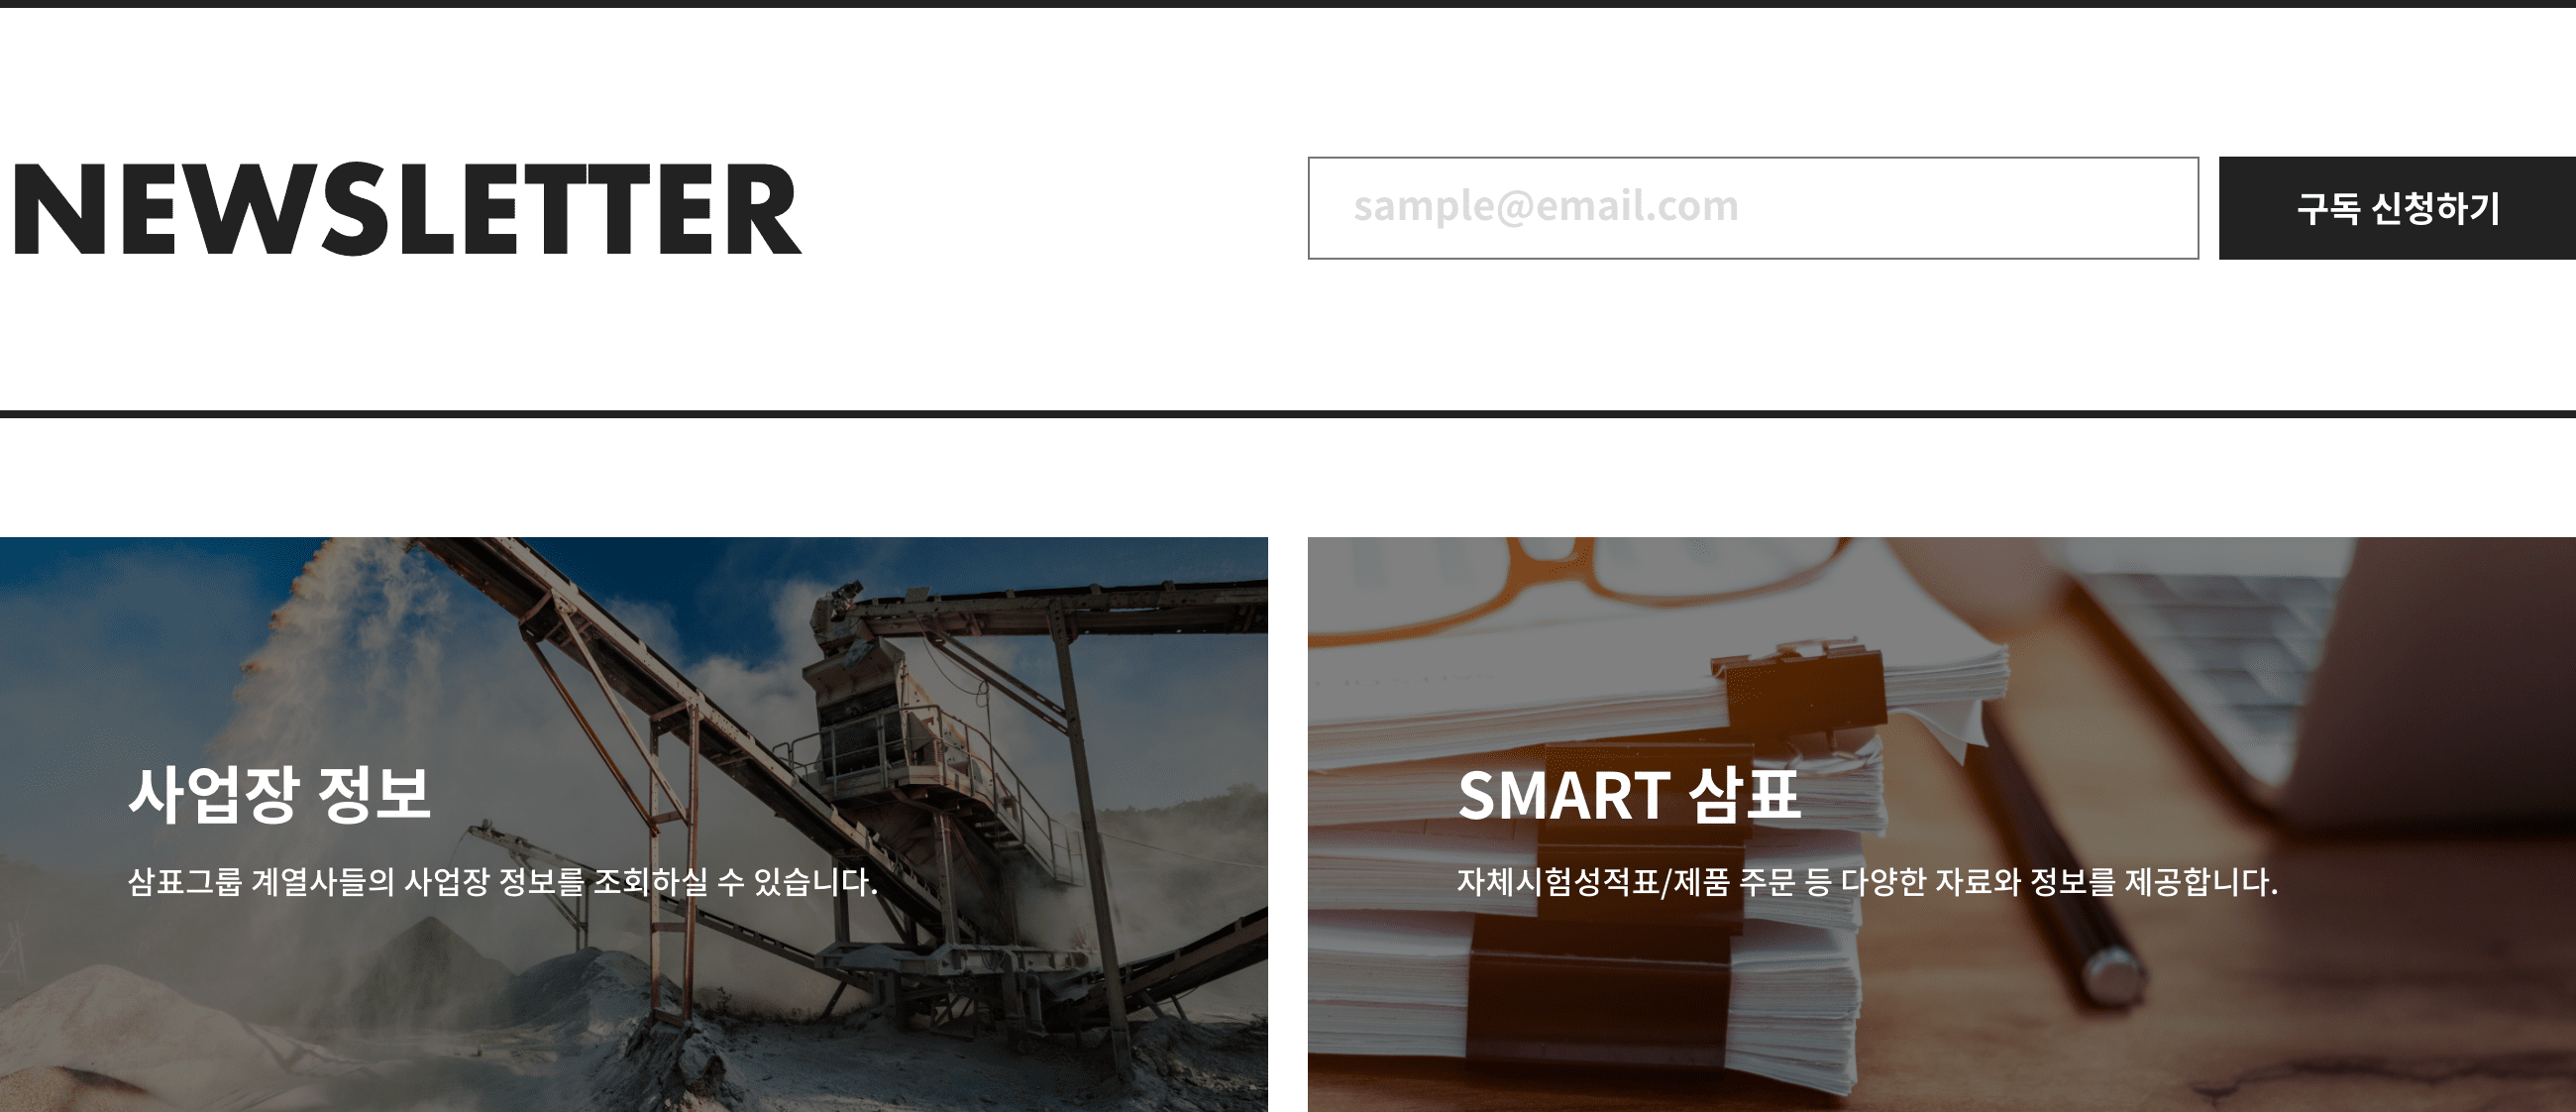 NEWSLETTER
sample@email.com
구독 신청하기
사업장 정보
삼표그룹 계열사들의 사업장 정보를 조회하실 수 있습니다.
SMART 삼표
자체시험성적표/제품 주문 등 다양한 자료와 정보를 제공합니다.